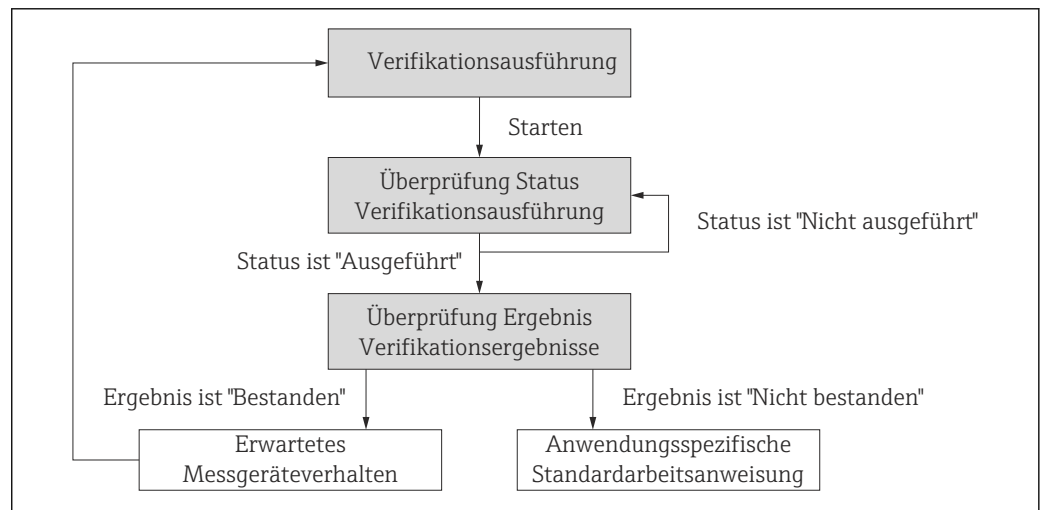 Verifikationsausführung
Starten
Überprüfung Status
Verifikationsausführung
Status ist "Nicht ausgeführt"
Status ist "Ausgeführt"
Überprüfung Ergebnis
Verifikationsergebnisse
Ergebnis ist "Bestanden"
Ergebnis ist "Nicht bestanden"
Erwartetes
Messgeräteverhalten
Anwendungsspezifische
Standardarbeitsanweisung